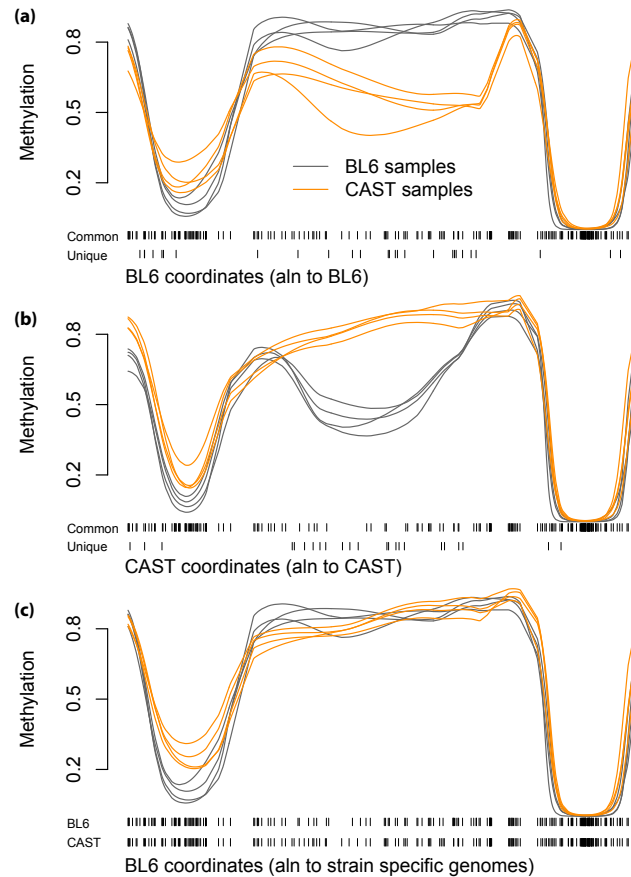 (a)
Methylation
0.8
0.5
0.2
BL6 samples
CAST samples
Common
Unique
BL6 coordinates (aln to BL6)
(b)
Methylation
0.8
0.5
0.2
Common
Unique
CAST coordinates (aln to CAST)
(c)
Methylation
0.8
0.5
0.2
BL6
CAST
BL6 coordinates (aln to strain specific genomes)